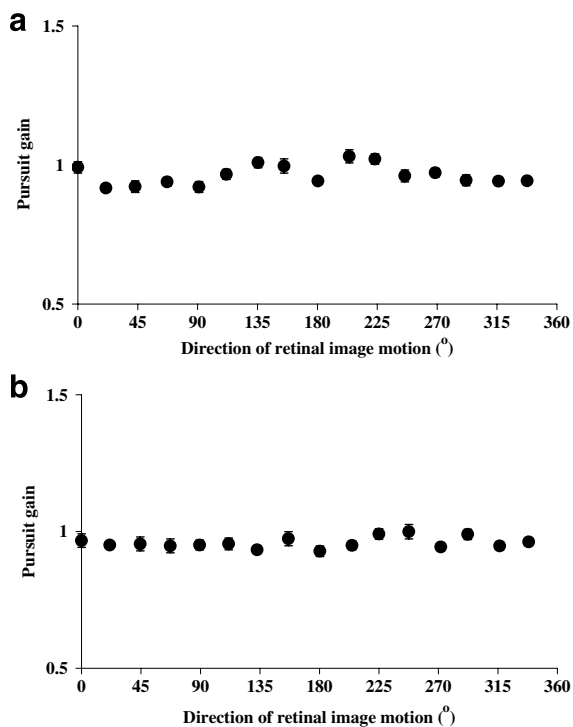 a
1.5
1
0.5
Pursuit gain
0 45 90 135 180 225 270 315 360
Direction of retinal image motion (o)
b
1.5
1
0.5
Pursuit gain
0 45 90 135 180 225 270 315 360
Direction of retinal image motion (o)